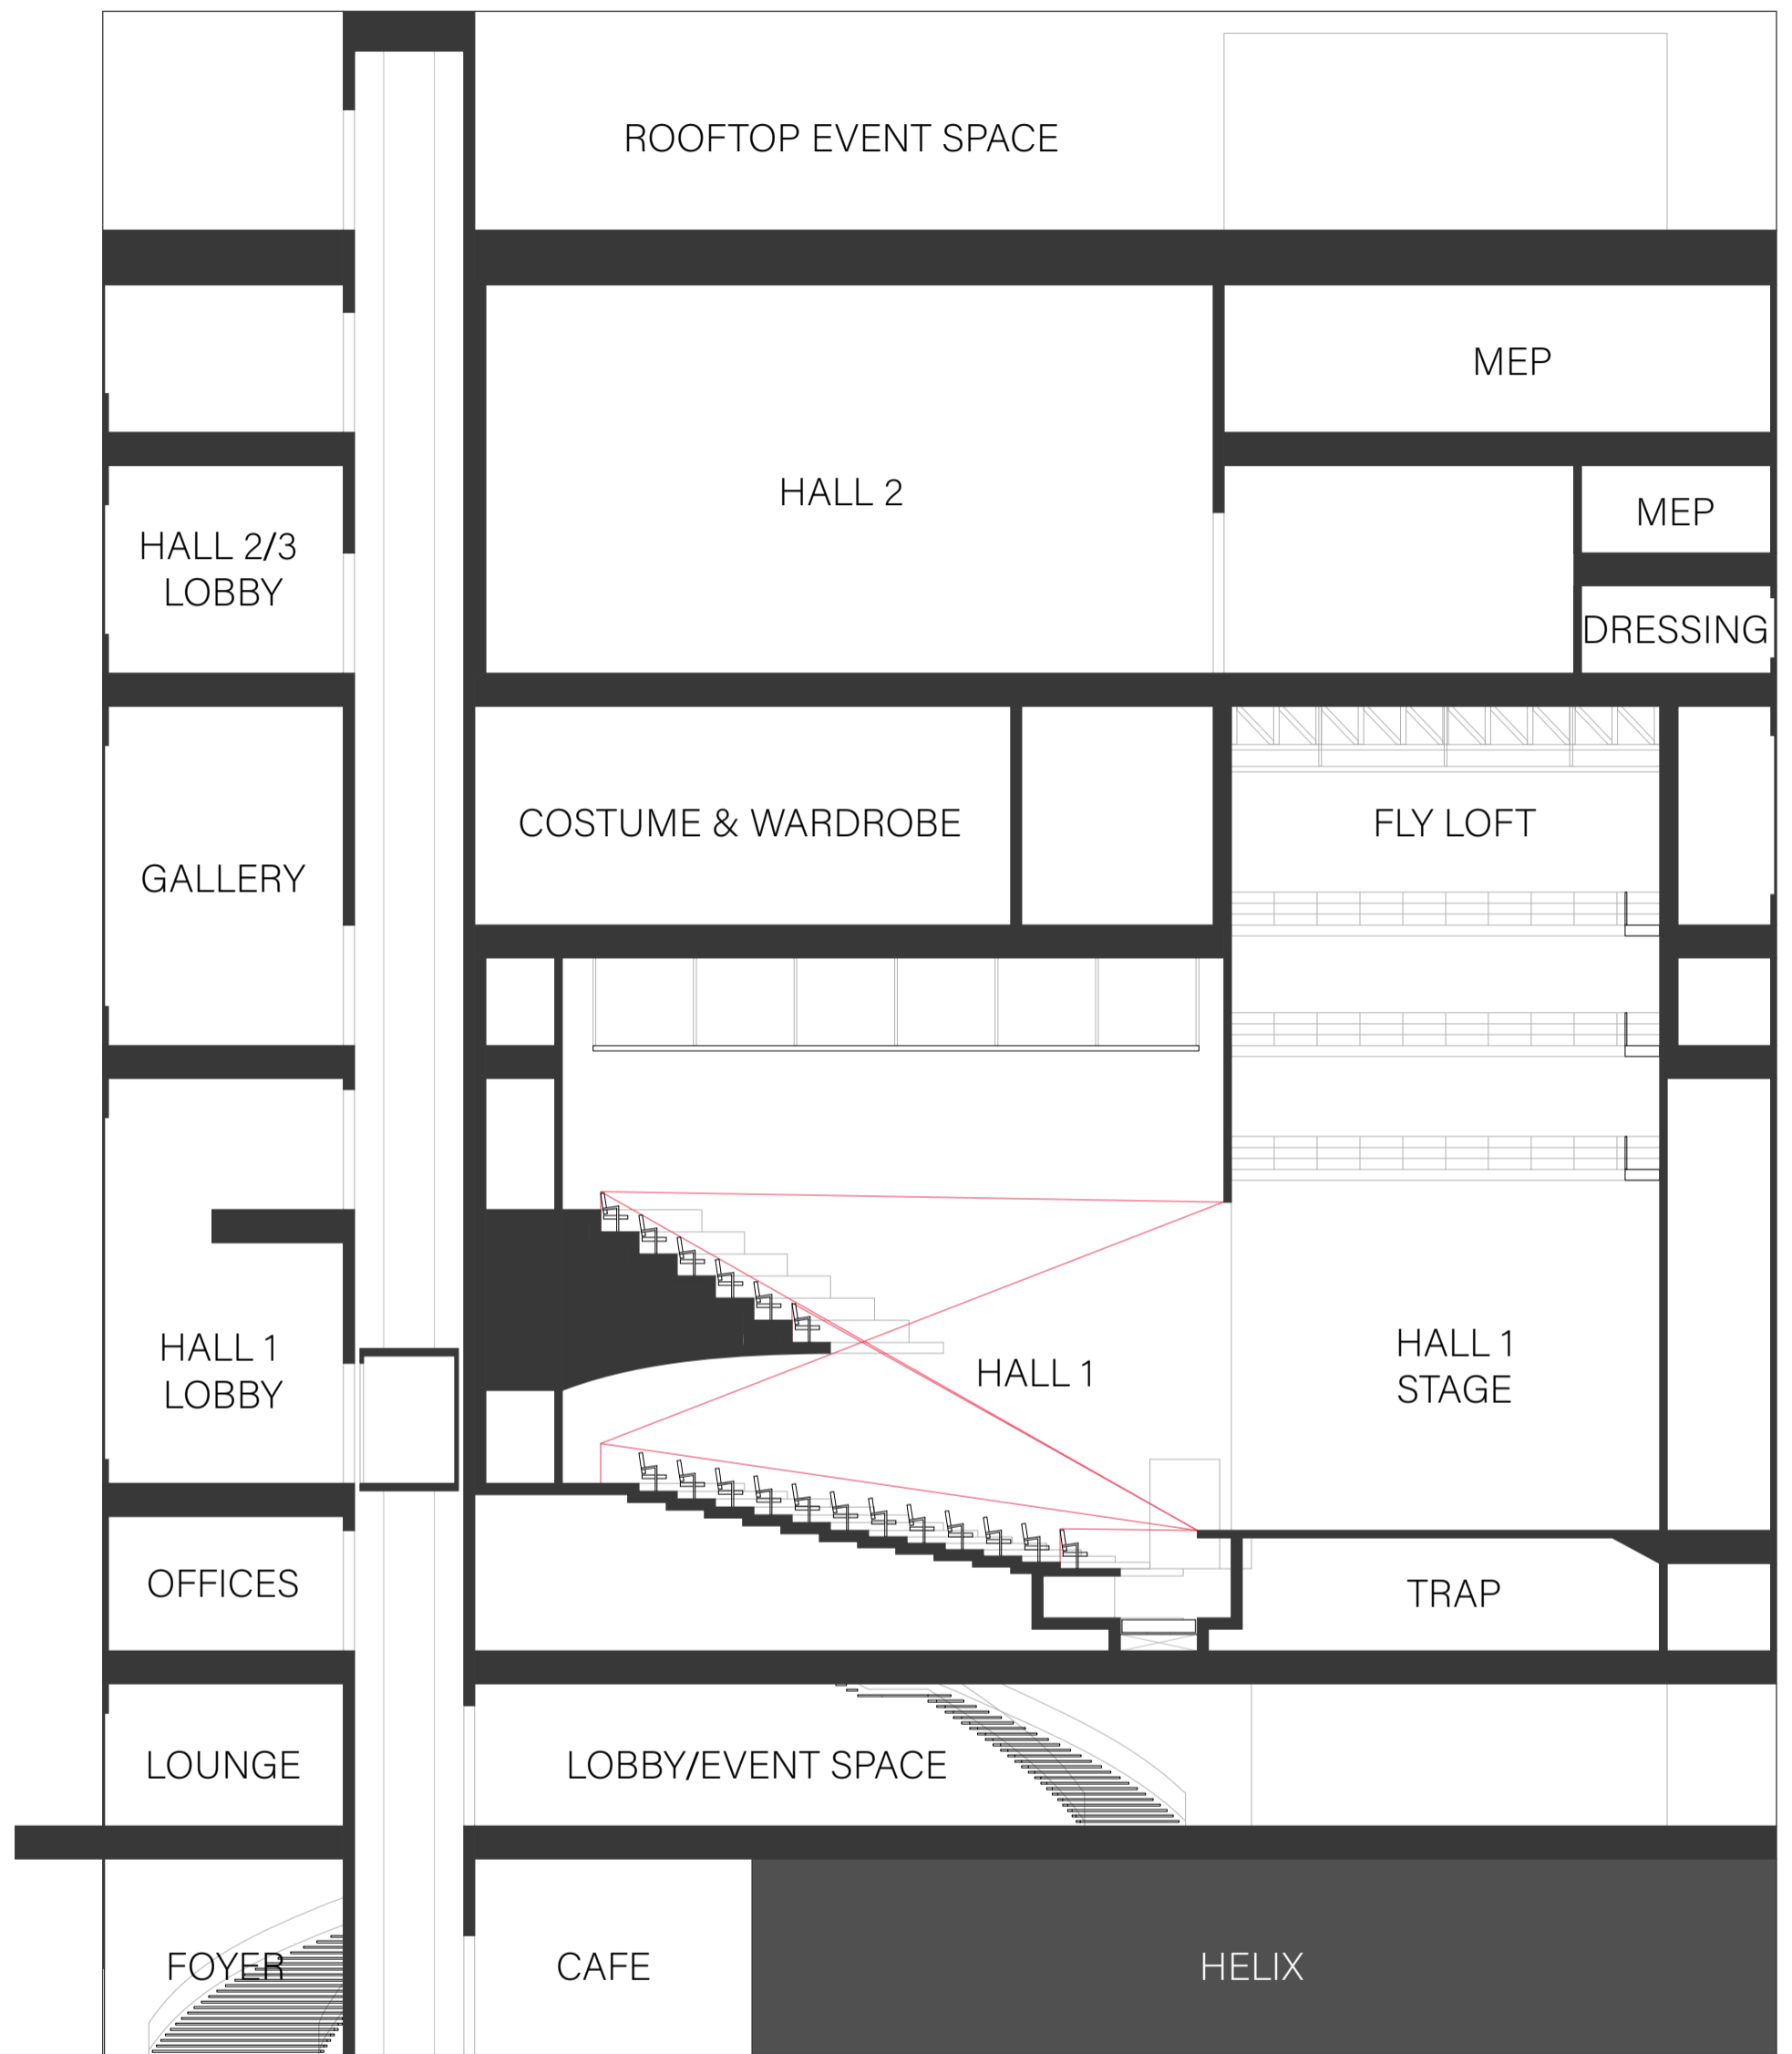 ROOFTOP EVENT SPACE
MEP
HALL 2
MEP
HALL 2/3
LOBBY
DRESSING
COSTUME & WARDROBE
FLY LOFT
GALLERY
HALL 1
LOBBY
HALL 1
HALL 1
STAGE
OFFICES
TRAP
LOUNGE
LOBBY/EVENT SPACE
FOYER
CAFE
HELIX